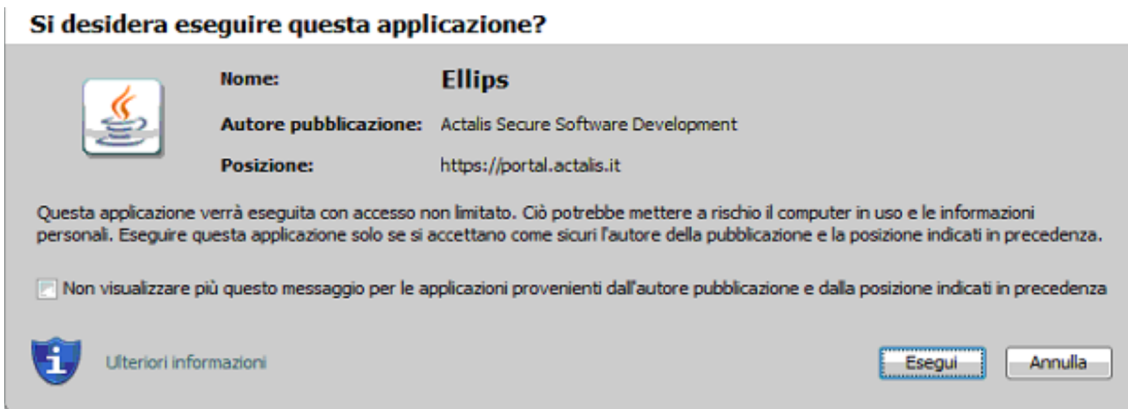 Si desidera eseguire questa applicazione?
Nome: Ellips
Autore pubblicazione: Actalis Secure Software Development
Posizione: https://portal.actalis.it
Questa applicazione verrà eseguita con accesso non limitato. Ciò potrebbe mettere a rischio il computer in uso e le informazioni
personali. Eseguire questa applicazione solo se si accettano come sicuri l'autore della pubblicazione e la posizione indicati in precedenza.
Non visualizzare più questo messaggio per le applicazioni provenienti dall'autore pubblicazione e dalla posizione indicati in precedenza
Ulteriori informazioni
Esegui Annulla